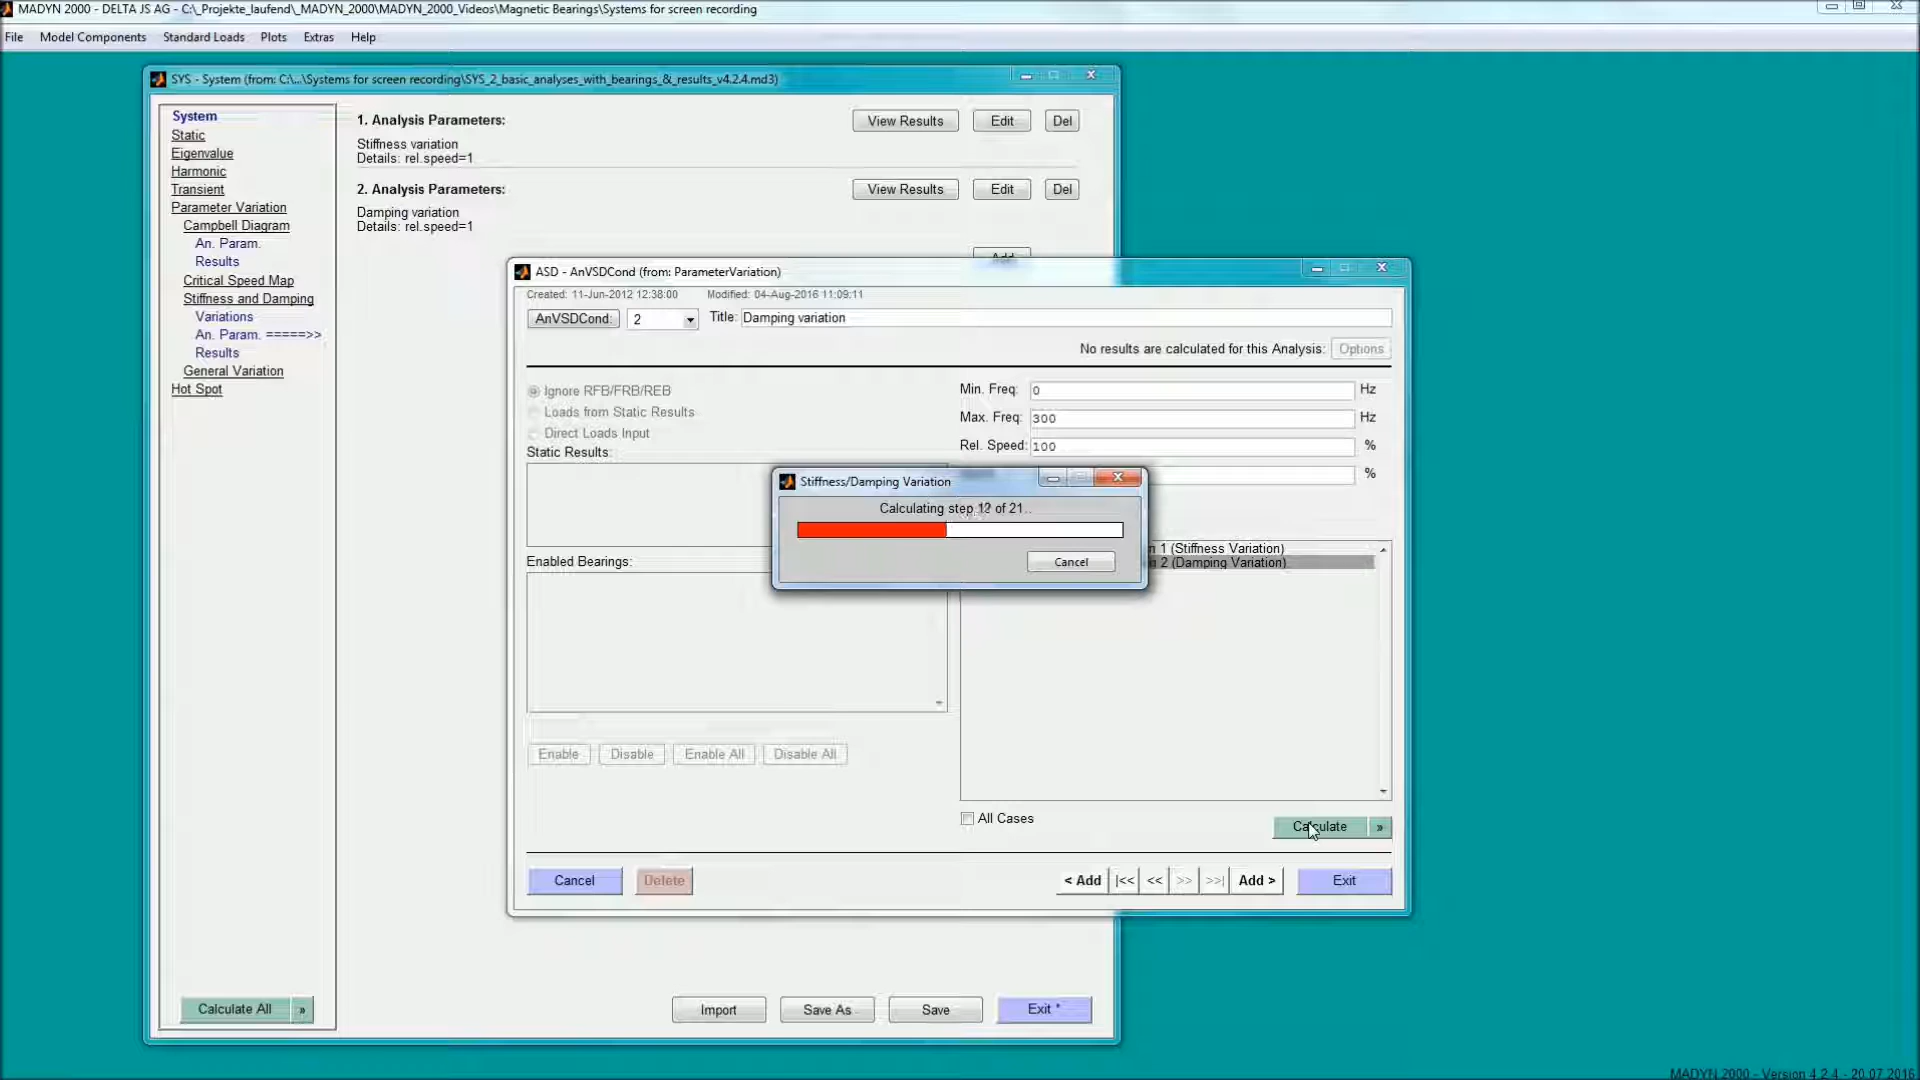 MADYN 2000 - DELTA JS AG - C:\_Projekte_laufend\_MADYN_2000\MADYN_2000_Videos\Magnetic Bearings\Systems for screen recording
File Model Components Standard Loads Plots Extras Help
SYS - System (from: C:\...\Systems for screen recording\SYS_2_basic_analyses_with_bearings_&_results_v4.2.4.md3)
System
Static
Eigenvalue
Harmonic
Transient
Parameter Variation
Campbell Diagram
An. Param.
Results
Critical Speed Map
Stiffness and Damping
Variations
An. Param. =====>>
Results
General Variation
Hot Spot
Calculate All »
1. Analysis Parameters: View Results Edit Del
Stiffness variation
Details: rel.speed=1
2. Analysis Parameters: View Results Edit Del
Damping variation
Details: rel.speed=1
Add
ASD - AnVSDCond (from: ParameterVariation)
Created: 11-Jun-2012 12:38:00 Modified: 04-Aug-2016 11:09:11
AnVSDCond: 2 Title: Damping variation
No results are calculated for this Analysis: Options
Ignore RFB/FRB/REB
Loads from Static Results
Direct Loads Input
Static Results:
Enabled Bearings:
Enable Disable Enable All Disable All
Min. Freq: 0 Hz
Max. Freq: 300 Hz
Rel. Speed: 100 %
%
Stiffness/Damping Variation
Calculating step 12 of 21..
Cancel
1 (Stiffness Variation)
2 (Damping Variation)
All Cases
Calculate »
Cancel Delete < Add |<< << >> >>| Add > Exit
Import Save As Save Exit *
MADYN 2000 - Version 4.2.4 - 20.07.2016